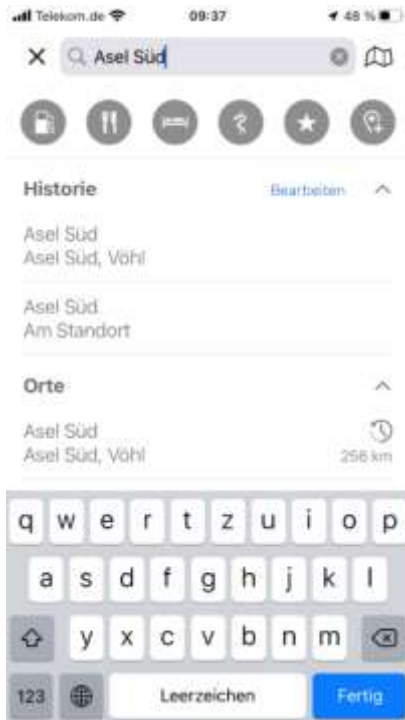 Telekom.de 09:37 48 %
Asel Süd
Historie Bearbeiten
Asel Süd
Asel Süd, Vöhl
Asel Süd
Am Standort
Orte
Asel Süd
Asel Süd, Vöhl
256 km
q w e r t z u i o p
a s d f g h j k l
y x c v b n m
123 Leerzeichen Fertig